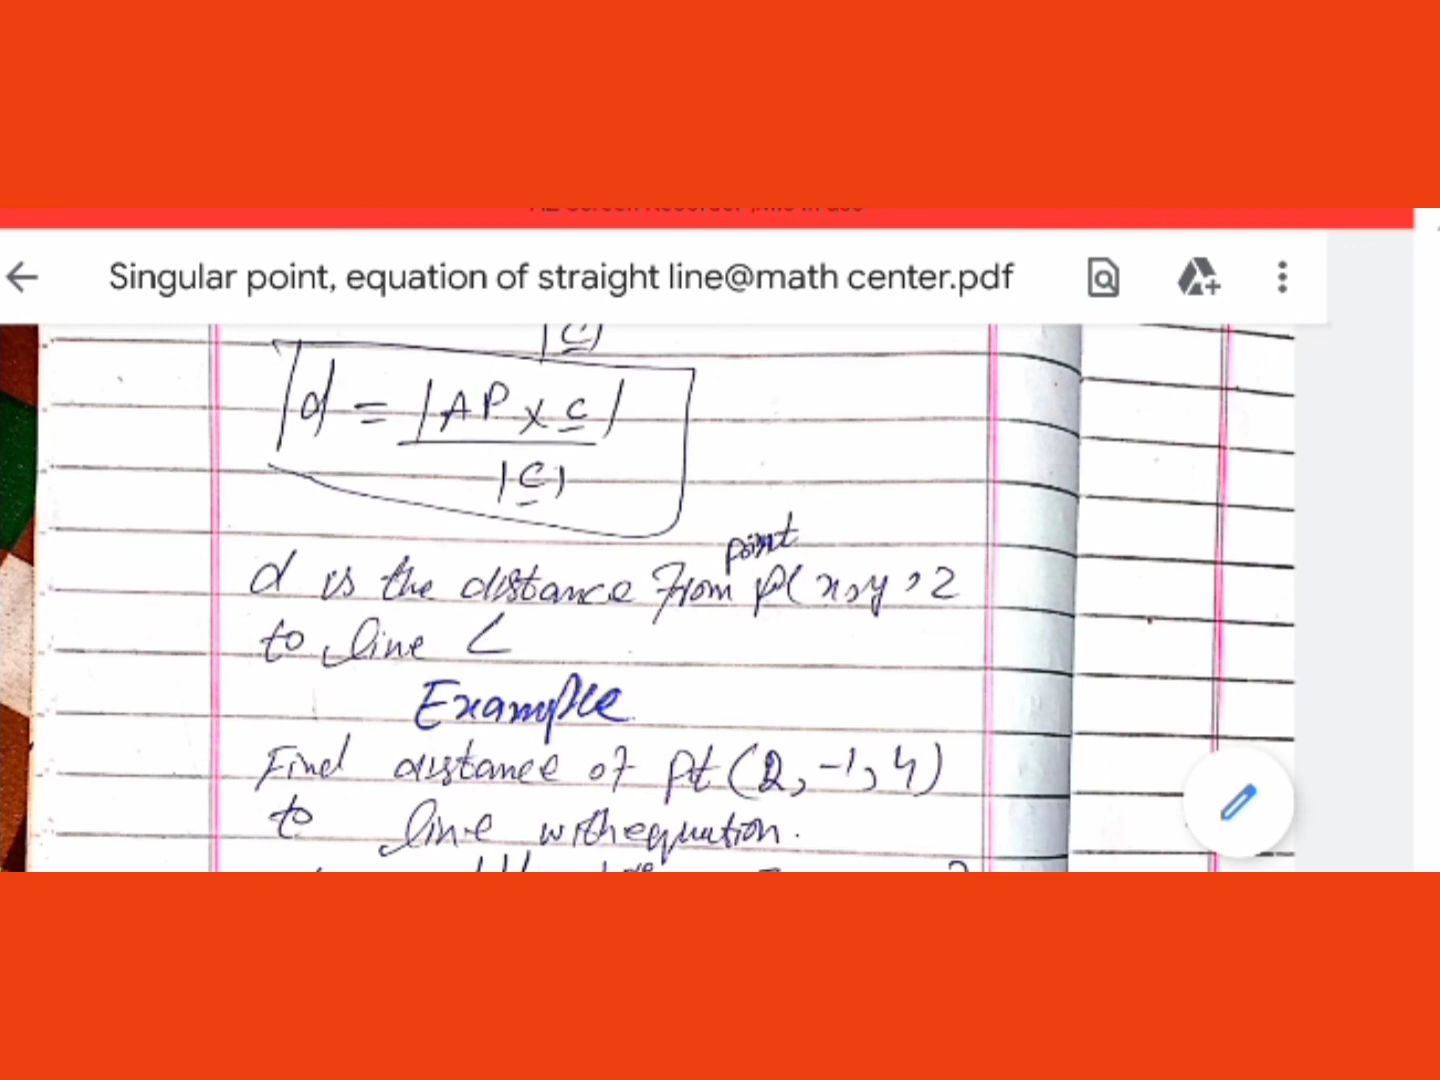 Singular point, equation of straight line@math center.pdf
|C|
d = |AP x C|
|C|
point
d is the distance from P(x,y,z
to line L
Example
Find distance of pt (2, -1, 4)
to line with equation.